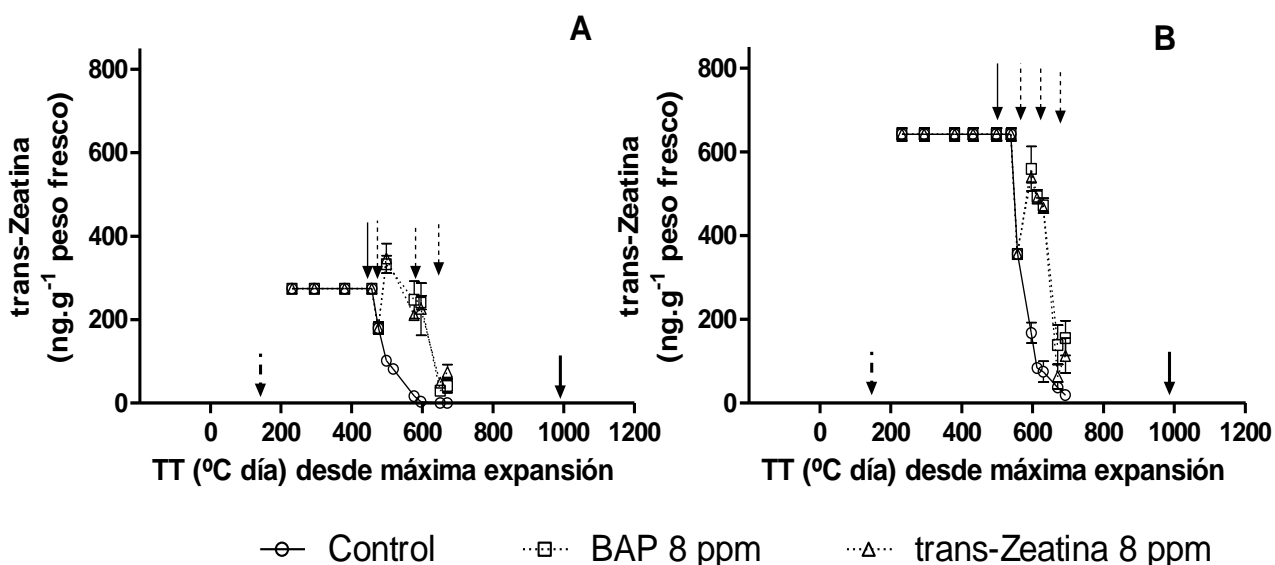 A
trans-Zeatina
(ng.g-1 peso fresco)
800
600
400
200
0
0 200 400 600 800 1000 1200
TT (ºC día) desde máxima expansión
B
trans-Zeatina
(ng.g-1 peso fresco)
800
600
400
200
0
0 200 400 600 800 1000 1200
TT (ºC día) desde máxima expansión
Control BAP 8 ppm trans-Zeatina 8 ppm